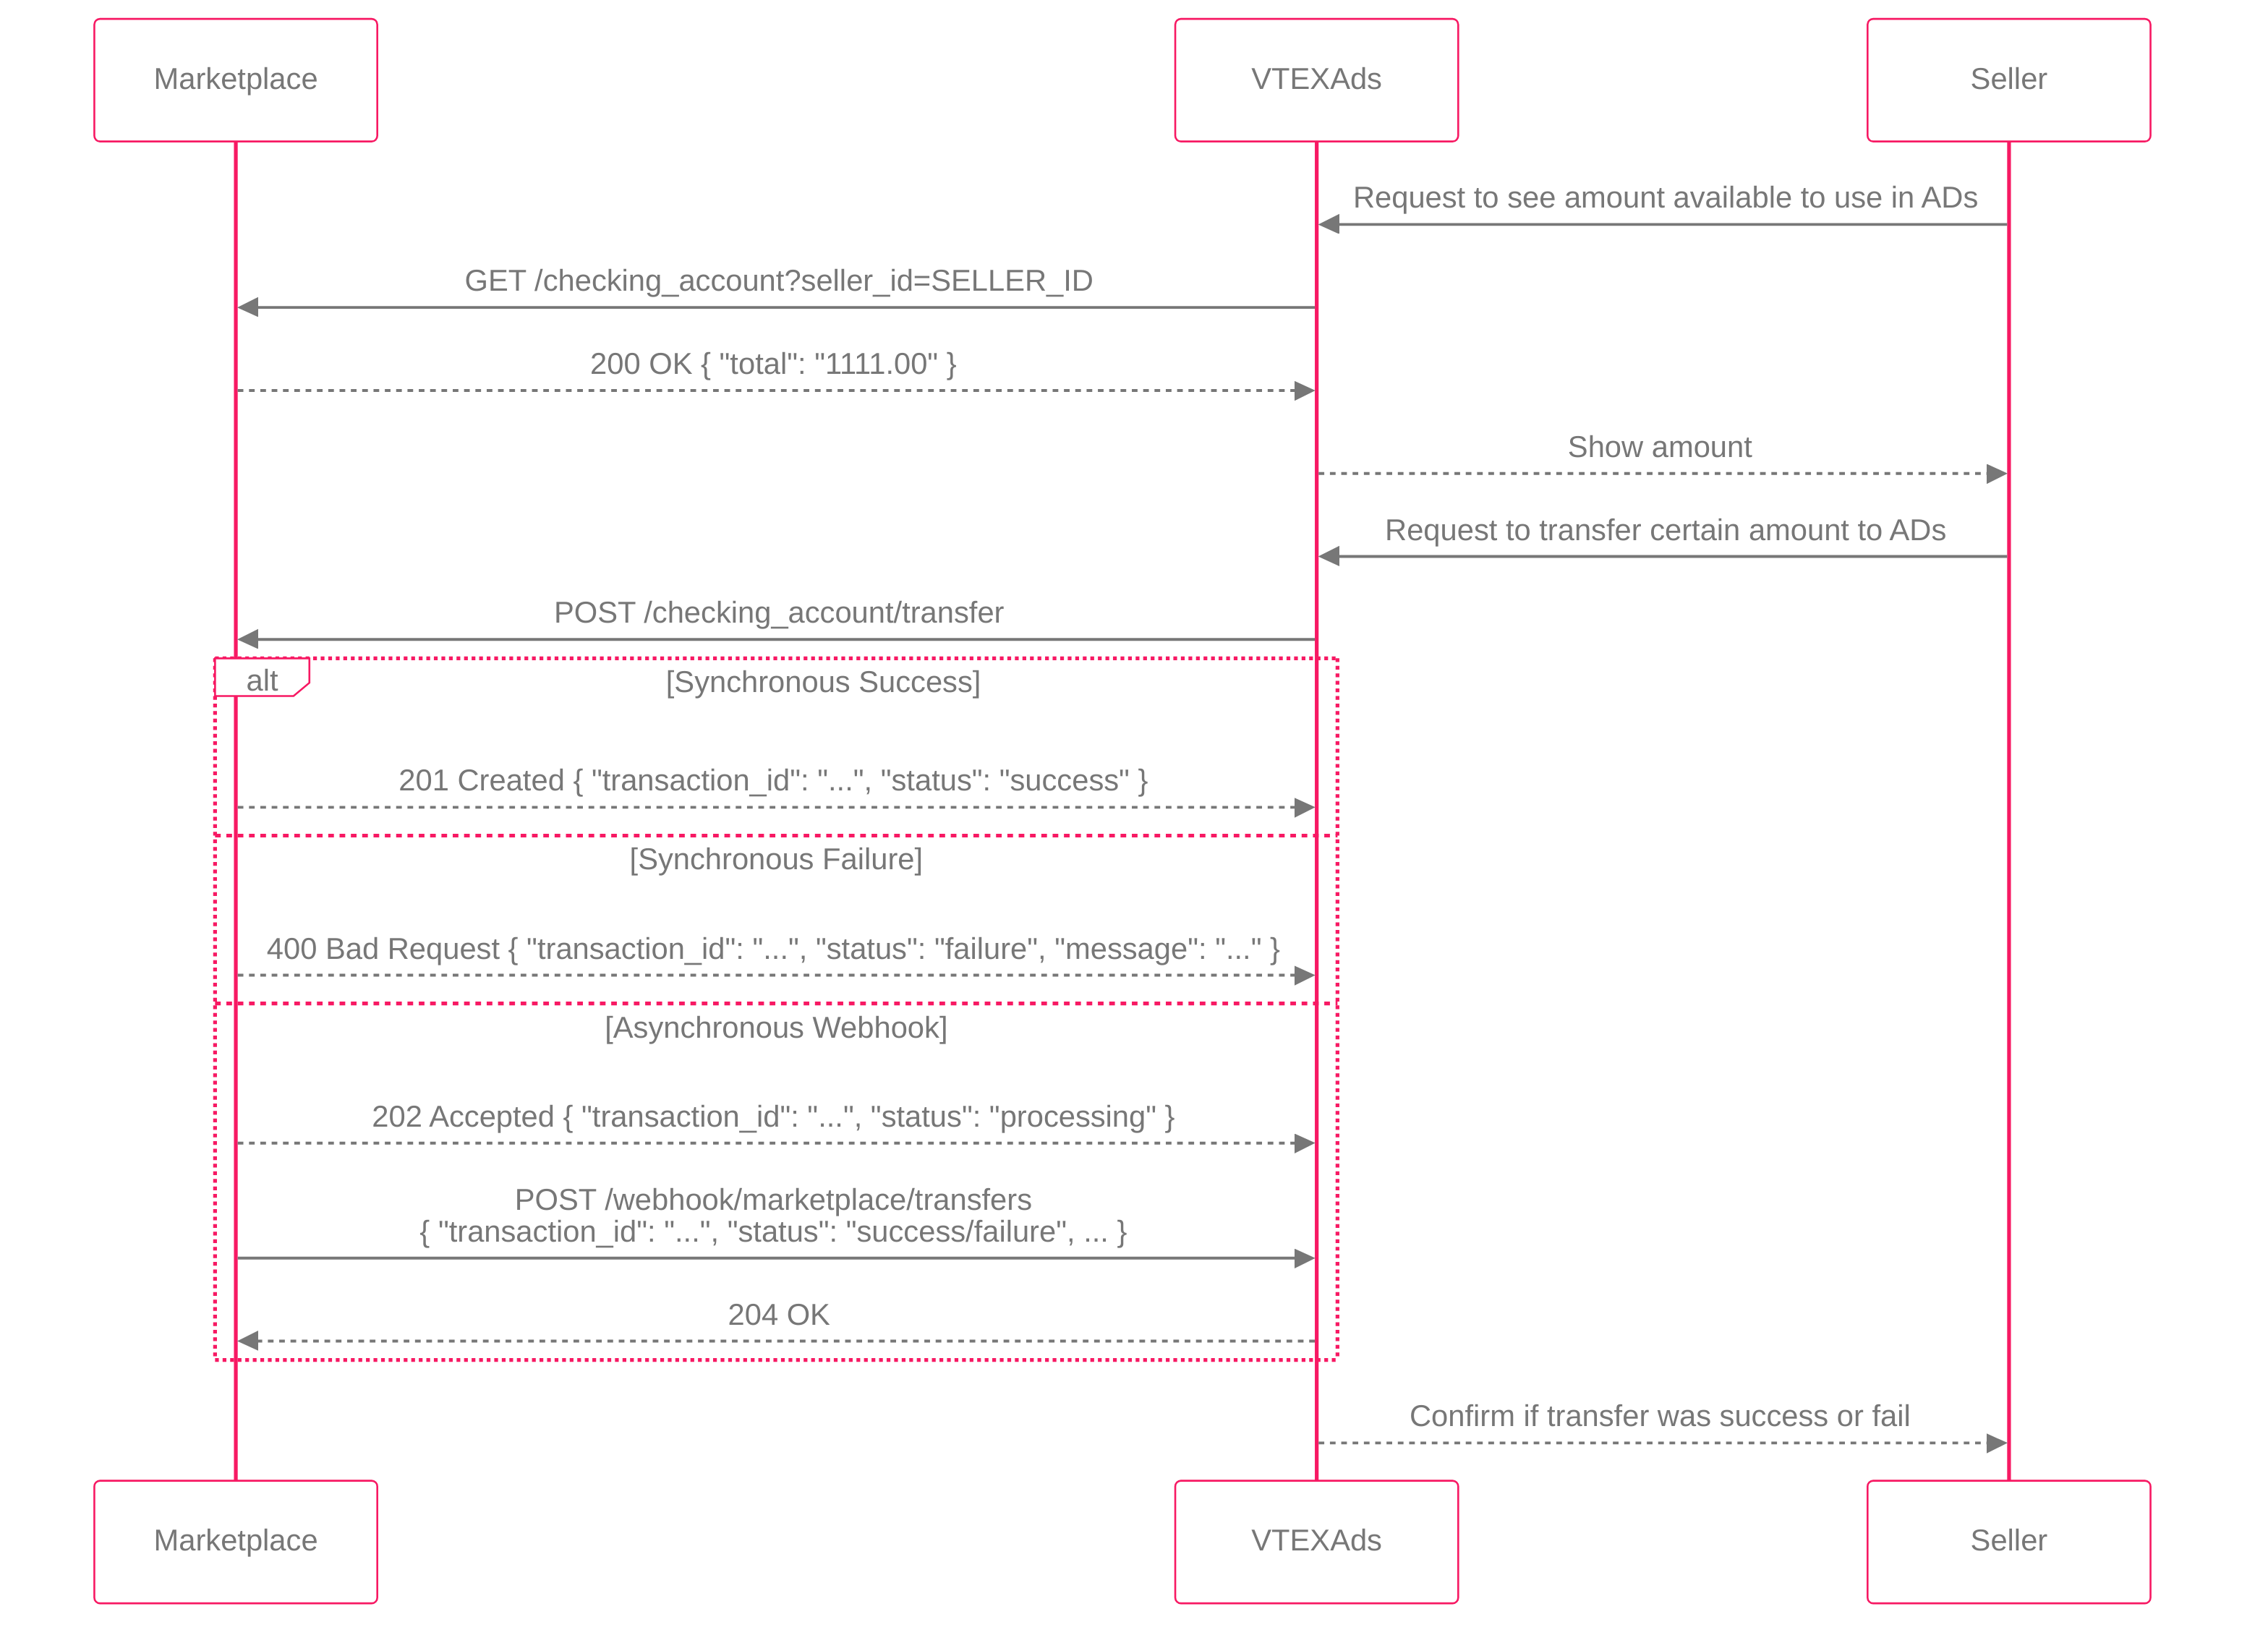 Marketplace
VTEXAds
Seller
Request to see amount available to use in ADs
GET /checking_account?seller_id=SELLER_ID
200 OK { "total": "1111.00" }
Show amount
Request to transfer certain amount to ADs
POST /checking_account/transfer
alt
[Synchronous Success]
201 Created { "transaction_id": "...", "status": "success" }
[Synchronous Failure]
400 Bad Request { "transaction_id": "...", "status": "failure", "message": "..." }
[Asynchronous Webhook]
202 Accepted { "transaction_id": "...", "status": "processing" }
POST /webhook/marketplace/transfers
{ "transaction_id": "...", "status": "success/failure", ... }
204 OK
Confirm if transfer was success or fail
Marketplace
VTEXAds
Seller